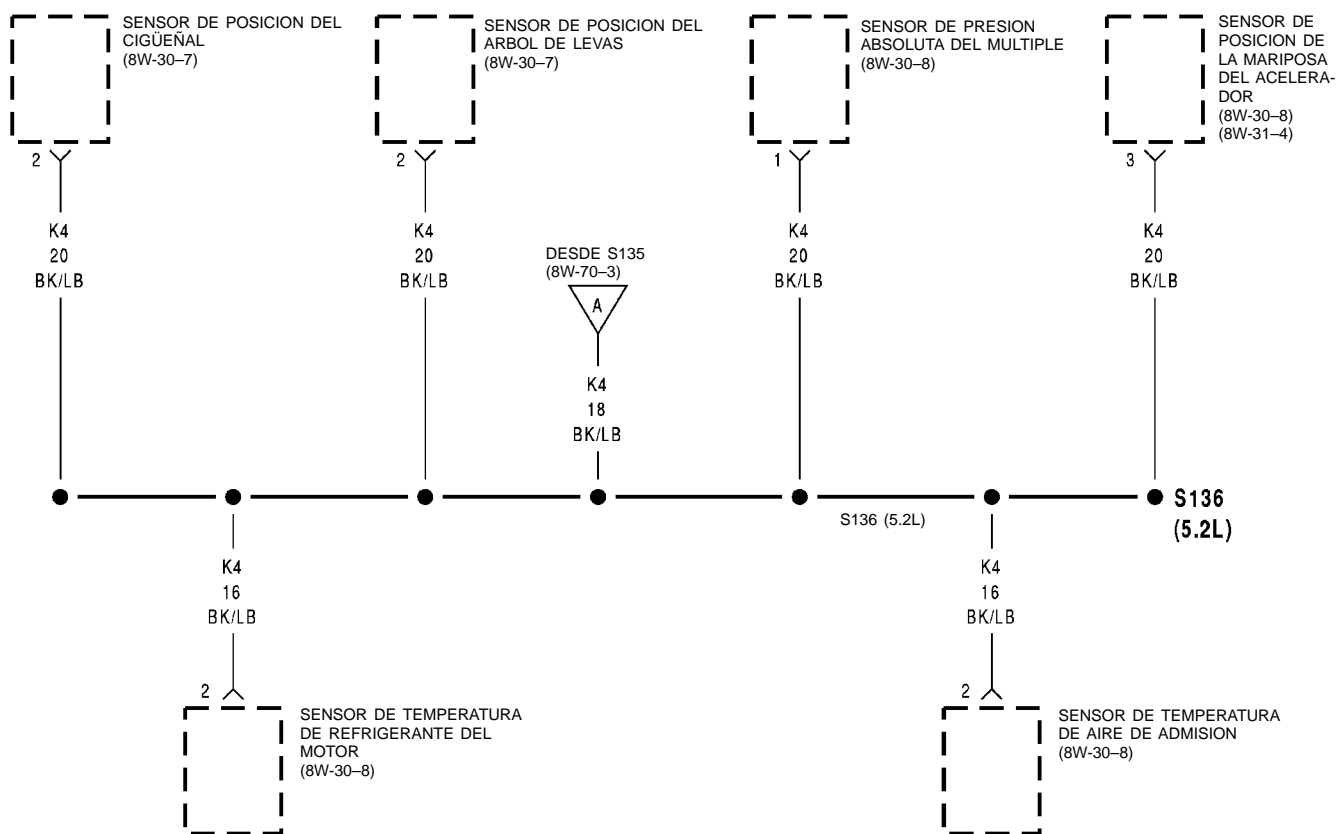 SENSOR DE POSICION DEL
CIGÜEÑAL
(8W-30–7)
SENSOR DE POSICION DEL
ARBOL DE LEVAS
(8W-30–7)
SENSOR DE PRESION
ABSOLUTA DEL MULTIPLE
(8W-30–8)
SENSOR DE
POSICION DE
LA MARIPOSA
DEL ACELERA-
DOR
(8W-30–8)
(8W-31–4)
2
2
1
3
K4
20
BK/LB
K4
20
BK/LB
DESDE S135
(8W-70–3)
A
K4
18
BK/LB
K4
20
BK/LB
K4
20
BK/LB
S136 (5.2L)
S136
(5.2L)
K4
16
BK/LB
K4
16
BK/LB
2
2
SENSOR DE TEMPERATURA
DE REFRIGERANTE DEL
MOTOR
(8W-30–8)
SENSOR DE TEMPERATURA
DE AIRE DE ADMISION
(8W-30–8)